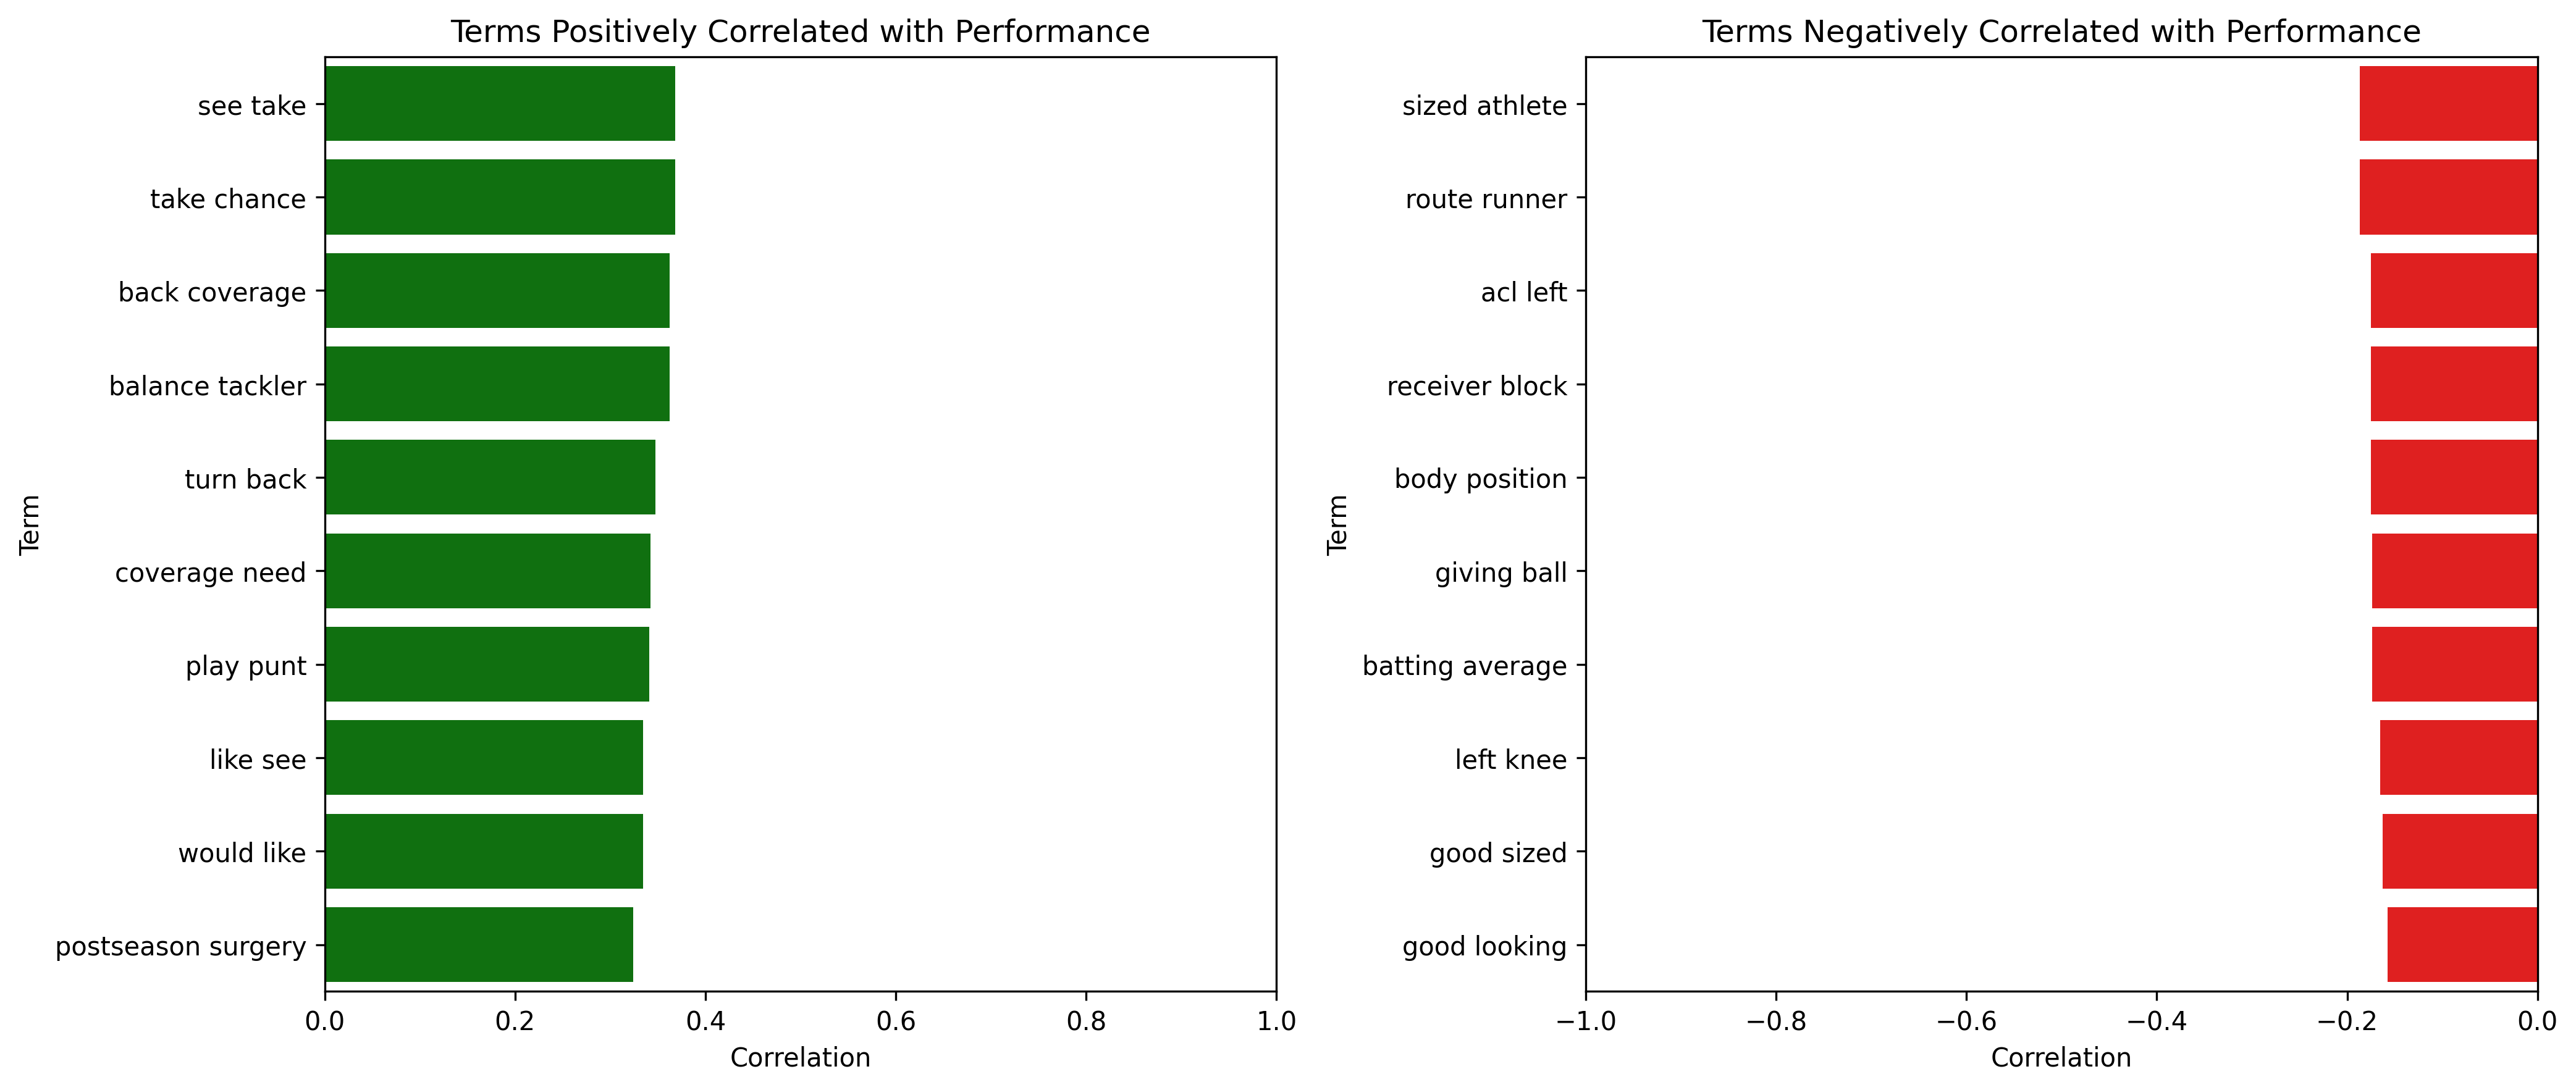 Terms Positively Correlated with Performance
see take
take chance
back coverage
balance tackler
turn back
coverage need
play punt
like see
would like
postseason surgery
Term
0.0 0.2 0.4 0.6 0.8 1.0
Correlation
Terms Negatively Correlated with Performance
sized athlete
route runner
acl left
receiver block
body position
giving ball
batting average
left knee
good sized
good looking
Term
−1.0 −0.8 −0.6 −0.4 −0.2 0.0
Correlation